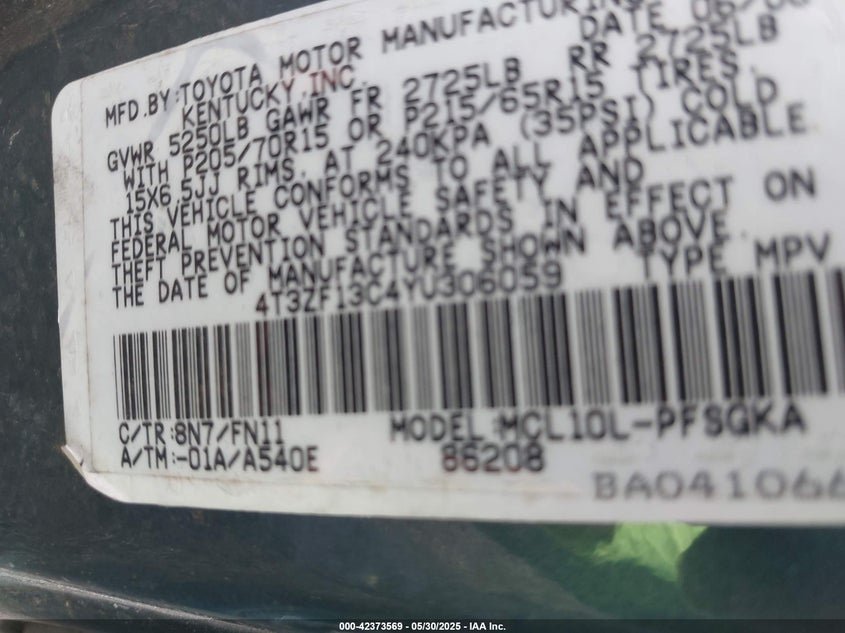 MFD.BY:TOYOTA MOTOR MANUFACTURING
KENTUCKY INC. DATE
GVWR 5250LB GAWR FR 2725LB RR 2725LB
WITH P205/70R15 OR P215/65R15 TIRES,
15X6.5JJ RIMS, AT 240KPA (35PSI) COLD
THIS VEHICLE CONFORMS TO ALL APPLICABLE
FEDERAL MOTOR VEHICLE SAFETY AND
THEFT PREVENTION STANDARDS IN EFFECT ON
THE DATE OF MANUFACTURE SHOWN ABOVE.
4T3ZF13C4YU306059 TYPE MPV
C/TR:8N7/FN11 MODEL:MCL10L-PFSGKA
A/TM:-01A/A540E 86208
BA04106
000-42373569 — 05/30/2025 — IAA Inc.